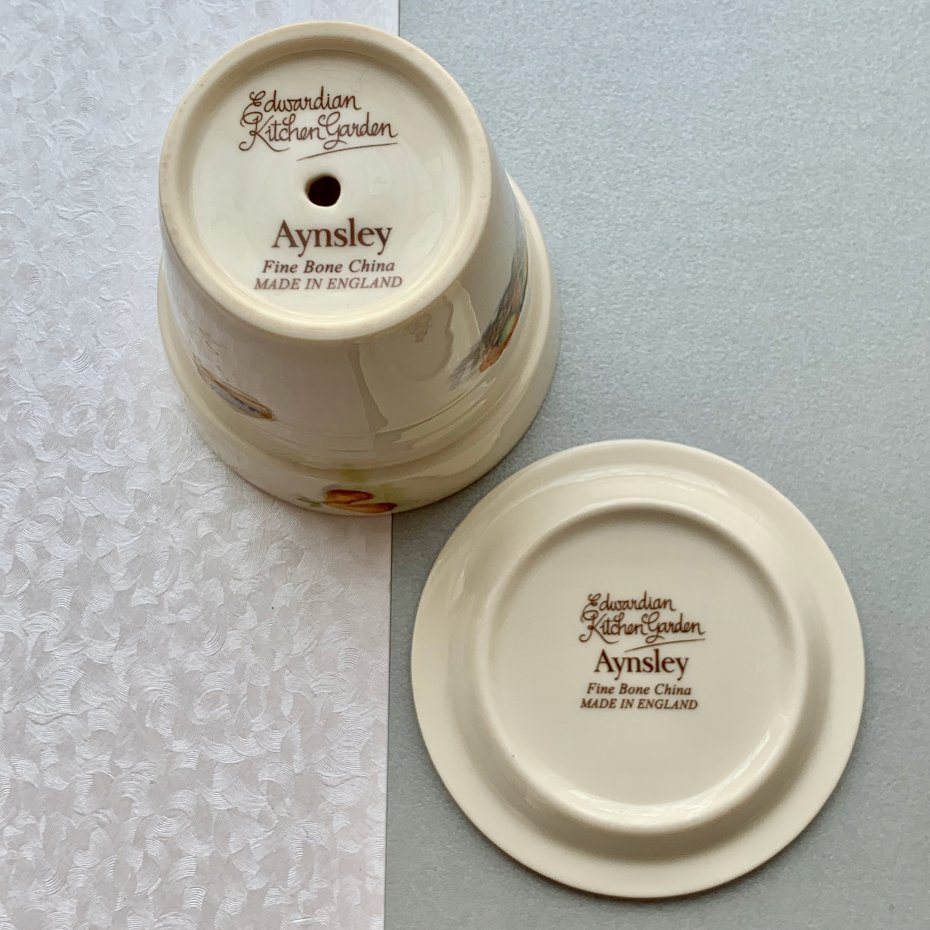 Edwardian
Kitchen Garden
Aynsley
Fine Bone China
MADE IN ENGLAND
Edwardian
Kitchen Garden
Aynsley
Fine Bone China
MADE IN ENGLAND